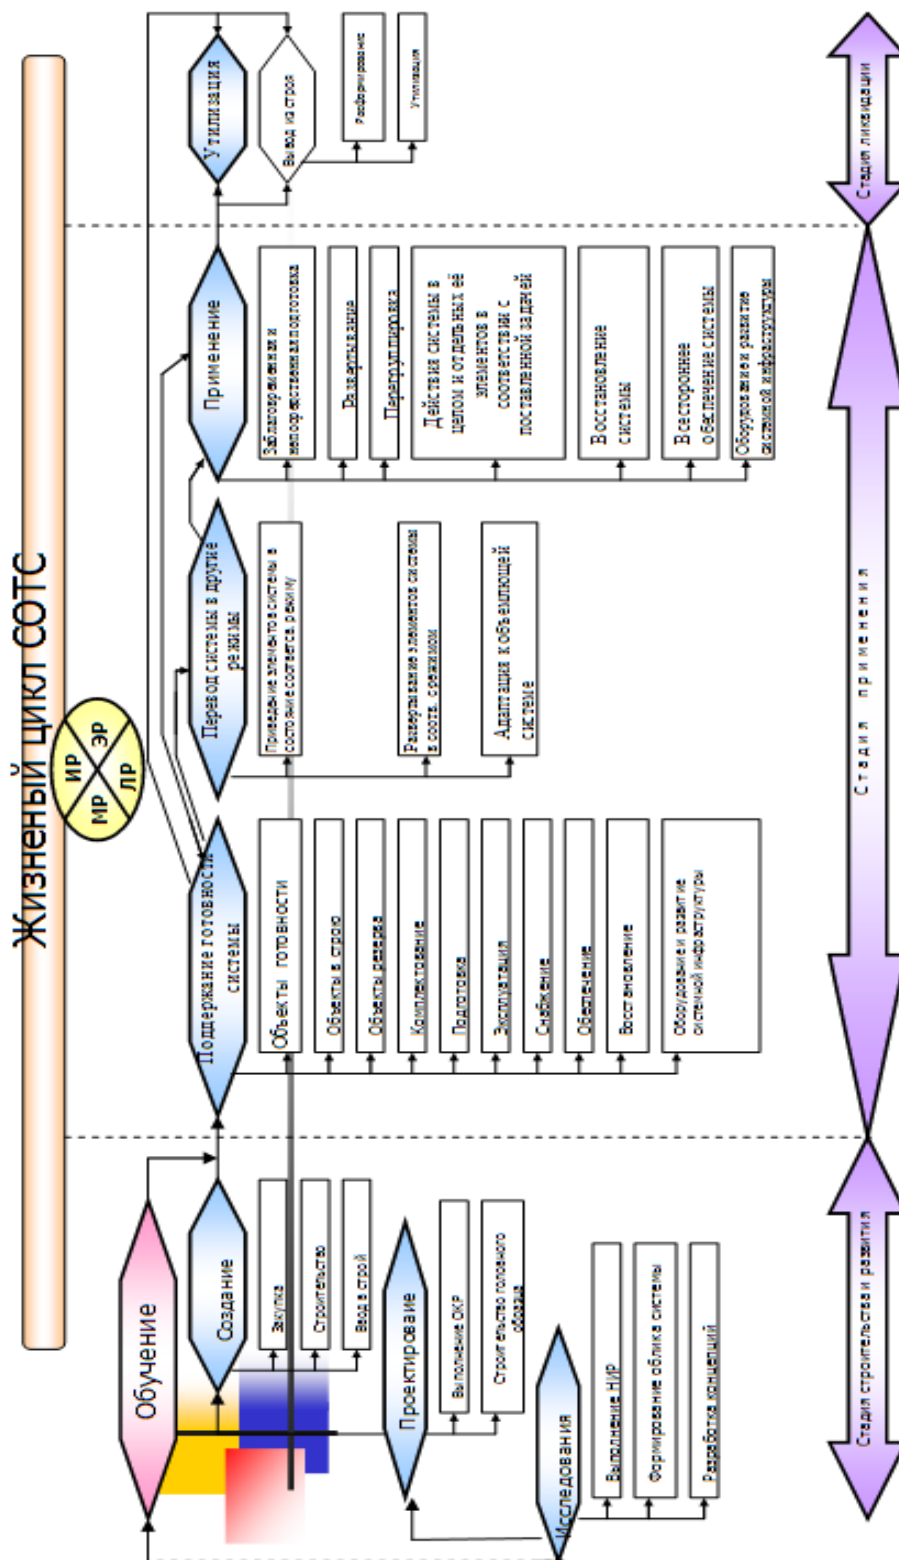 Жизненый цикл СОТС
ИР
МР
ЭР
ЛР
Обучение
Создание
Закупка
Строительство
Ввод в строй
Проектироваие
Выполнение ОКР
Строительство головного
образца
Исследования
Выполнение НИР
Формирование облика системы
Разработка концепций
Поддержание готовности
системы
Объекты готовности
Объекты в строю
Объекты резерва
Комплектование
Подготовка
Эксплуатация
Снабжение
Обеспечение
Восстановление
Оборудование и развитие
системной инфраструктуры
Перевод системы в другие
режимы
Приведение элементов системы в
состояние соответсв. режиму
Развертывание элементов системы
в соотв. с режимом
Адаптация к объемлющей
системе
Применение
Заблаговременная и
непосредственная подготовка
Развертывание
Перегруппировка
Действия системы в
целом и отдельных её
элементов в
соответствии с
поставленной задачей
Восстановление
системы
Всестороннее
обеспечение системы
Оборудование и развитие
системной инфраструктуры
Утилизация
Вывод из строя
Расформирование
Утилизация
Стадия строительства и развития
Стадия применения
Стадия ликвидации